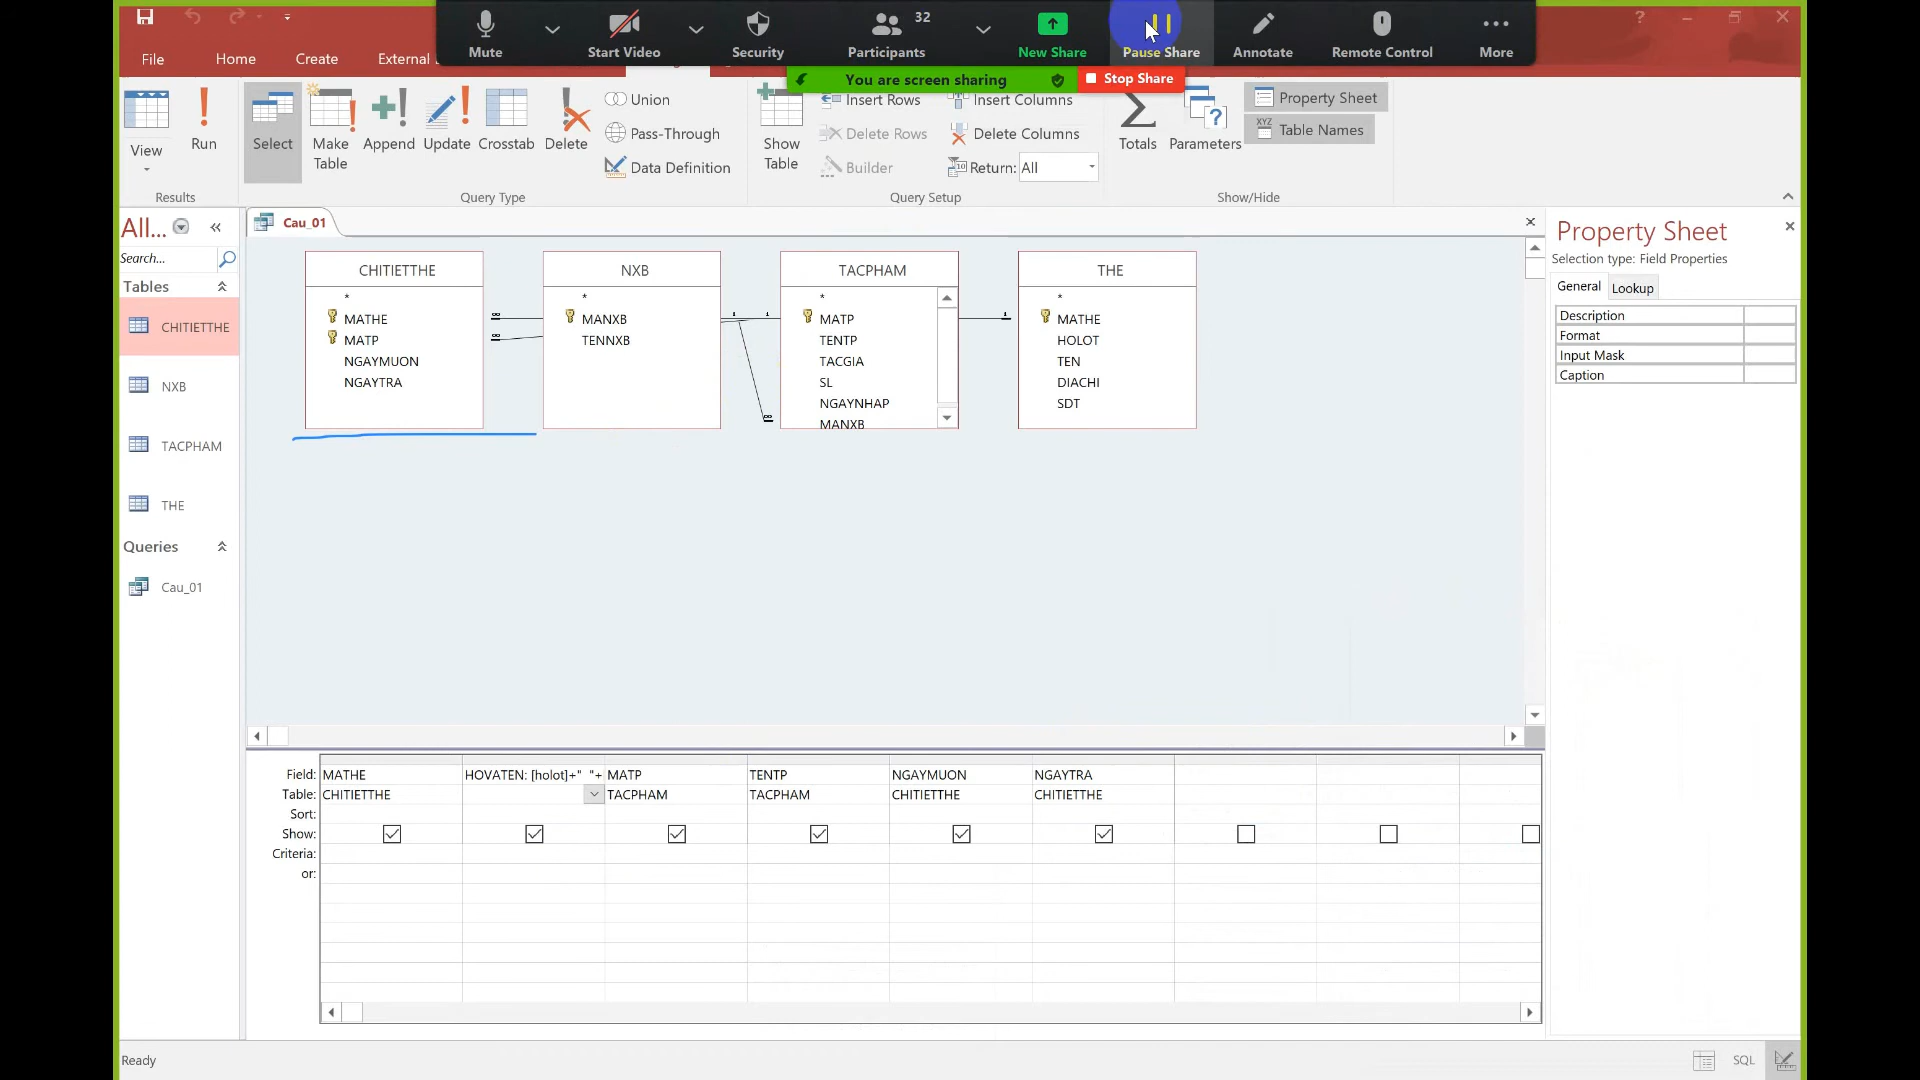 Mute
Start Video
Security
Participants
32
New Share
Pause Share
Annotate
Remote Control
More
You are screen sharing
Stop Share
File
Home
Create
External
View
Run
Select
Make Table
Append
Update
Crosstab
Delete
Union
Pass-Through
Data Definition
Show Table
Insert Rows
Delete Rows
Builder
Insert Columns
Delete Columns
Return: All
Totals
Parameters
Property Sheet
Table Names
Results
Query Type
Query Setup
Show/Hide
All...
Search...
Tables
CHITIETTHE
NXB
TACPHAM
THE
Queries
Cau_01
Cau_01
CHITIETTHE
*
MATHE
MATP
NGAYMUON
NGAYTRA
NXB
*
MANXB
TENNXB
TACPHAM
*
MATP
TENTP
TACGIA
SL
NGAYNHAP
MANXB
THE
*
MATHE
HOLOT
TEN
DIACHI
SDT
Property Sheet
Selection type: Field Properties
General
Lookup
Description
Format
Input Mask
Caption
Field: MATHE HOVATEN: [holot]+" "+ MATP TENTP NGAYMUON NGAYTRA
Table: CHITIETTHE TACPHAM TACPHAM CHITIETTHE CHITIETTHE
Sort:
Show:
Criteria:
or:
Ready
SQL